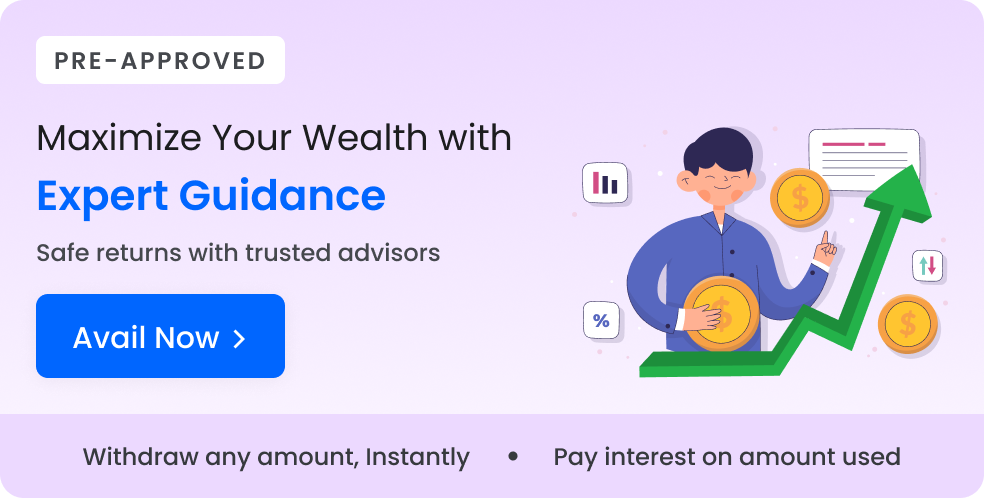 PRE-APPROVED
Maximize Your Wealth with
Expert Guidance
Safe returns with trusted advisors
Avail Now
$
%
$
$
Withdraw any amount, Instantly • Pay interest on amount used